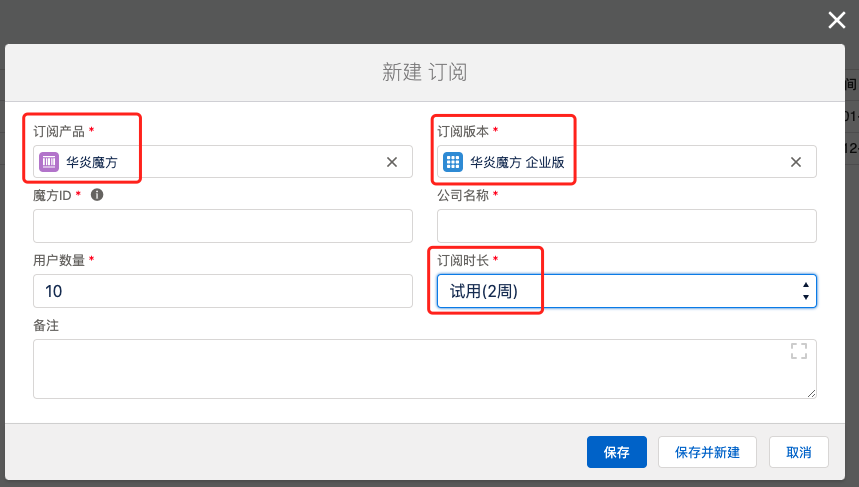 新建 订阅
间
订阅产品 *
订阅版本 *
华炎魔方
华炎魔方 企业版
魔方ID *
公司名称 *
用户数量 *
订阅时长 *
10
试用(2周)
备注
保存
保存并新建
取消